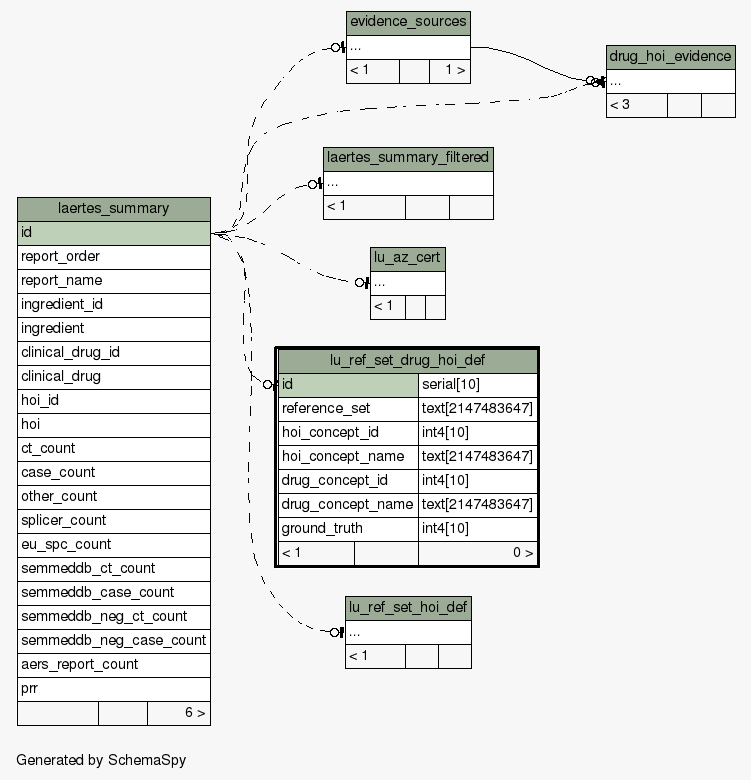 evidence_sources
...
< 1 1 >
drug_hoi_evidence
...
< 3
laertes_summary_filtered
...
< 1
laertes_summary
id
report_order
report_name
ingredient_id
ingredient
clinical_drug_id
clinical_drug
hoi_id
hoi
ct_count
case_count
other_count
splicer_count
eu_spc_count
semmeddb_ct_count
semmeddb_case_count
semmeddb_neg_ct_count
semmeddb_neg_case_count
aers_report_count
prr
6 >
lu_az_cert
...
< 1
lu_ref_set_drug_hoi_def
id serial[10]
reference_set text[2147483647]
hoi_concept_id int4[10]
hoi_concept_name text[2147483647]
drug_concept_id int4[10]
drug_concept_name text[2147483647]
ground_truth int4[10]
< 1 0 >
lu_ref_set_hoi_def
...
< 1
Generated by SchemaSpy